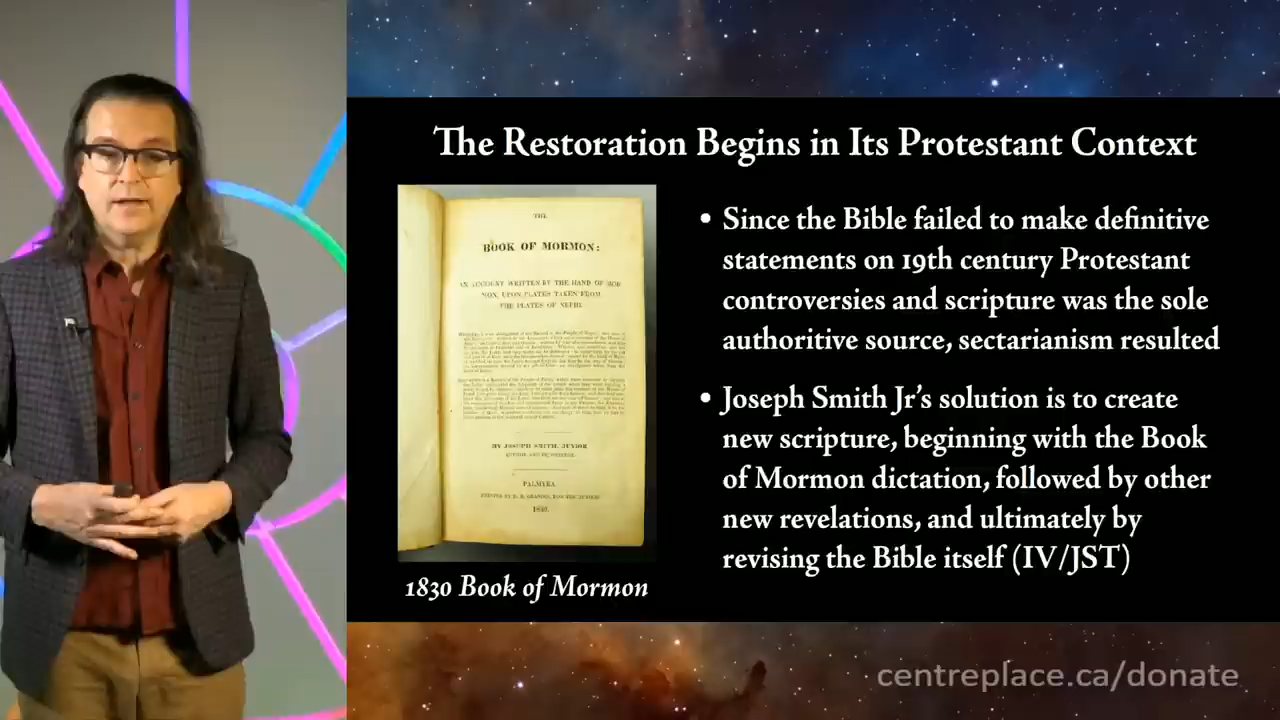 The Restoration Begins in Its Protestant Context
THE
BOOK OF MORMON:
AN ACCOUNT WRITTEN BY THE HAND OF MOR-
MON, UPON PLATES TAKEN FROM
THE PLATES OF NEPHI.
BY JOSEPH SMITH, JUNIOR
AUTHOR AND PROPRIETOR.
PALMYRA
1830.
1830 Book of Mormon
• Since the Bible failed to make definitive
statements on 19th century Protestant
controversies and scripture was the sole
authoritive source, sectarianism resulted
• Joseph Smith Jr's solution is to create
new scripture, beginning with the Book
of Mormon dictation, followed by other
new revelations, and ultimately by
revising the Bible itself (IV/JST)
centreplace.ca/donate